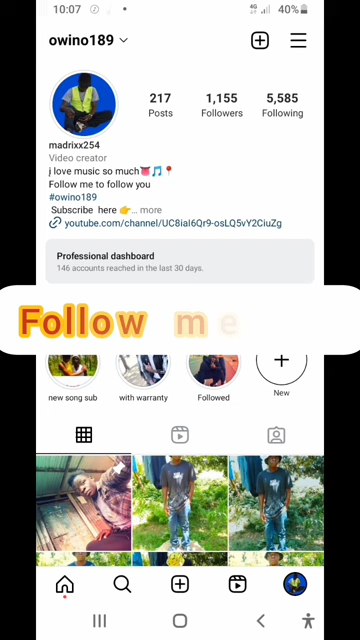 10:07
4G 40%
owino189
217 1,155 5,585
Posts Followers Following
madrixx254
Video creator
j love music so much👅🎵📍
Follow me to follow you
#owino189
Subscribe here 👉... more
youtube.com/channel/UC8iaI6Qr9-osLQ5vY2CiuZg
Professional dashboard
146 accounts reached in the last 30 days.
Follow me
new song sub with warranty Followed New